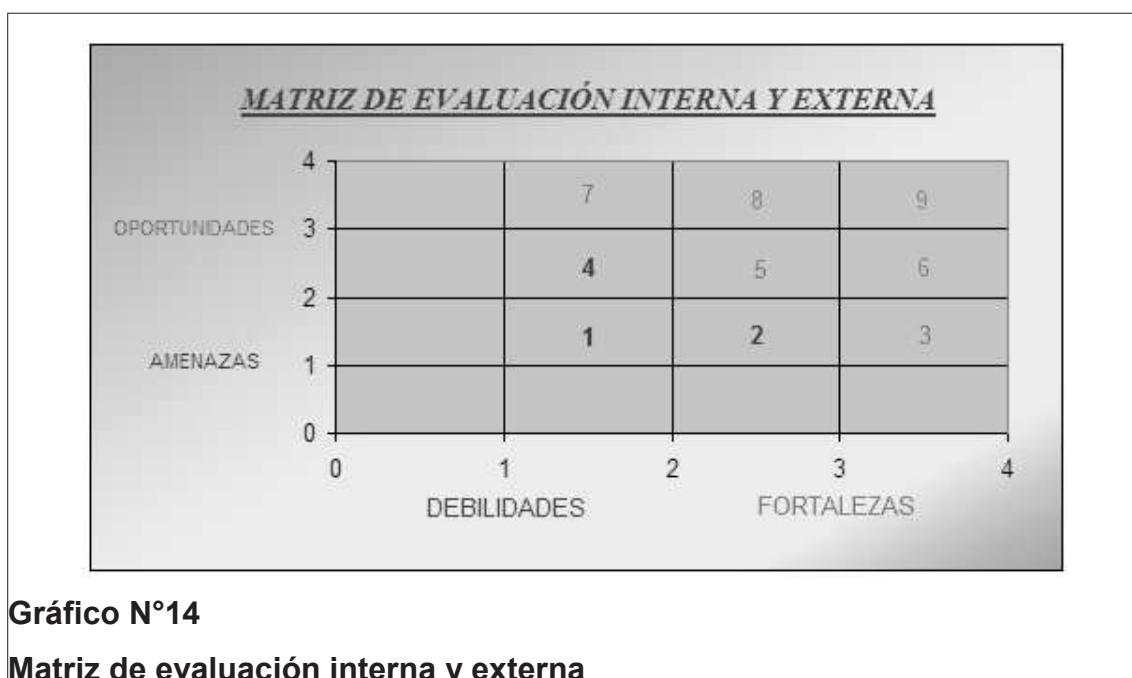 MATRIZ DE EVALUACIÓN INTERNA Y EXTERNA
4
7 8 9
OPORTUNIDADES 3
4 5 6
2
1 2 3
AMENAZAS 1
0
0 1 2 3 4
DEBILIDADES FORTALEZAS
Gráfico N°14
Matriz de evaluación interna y externa